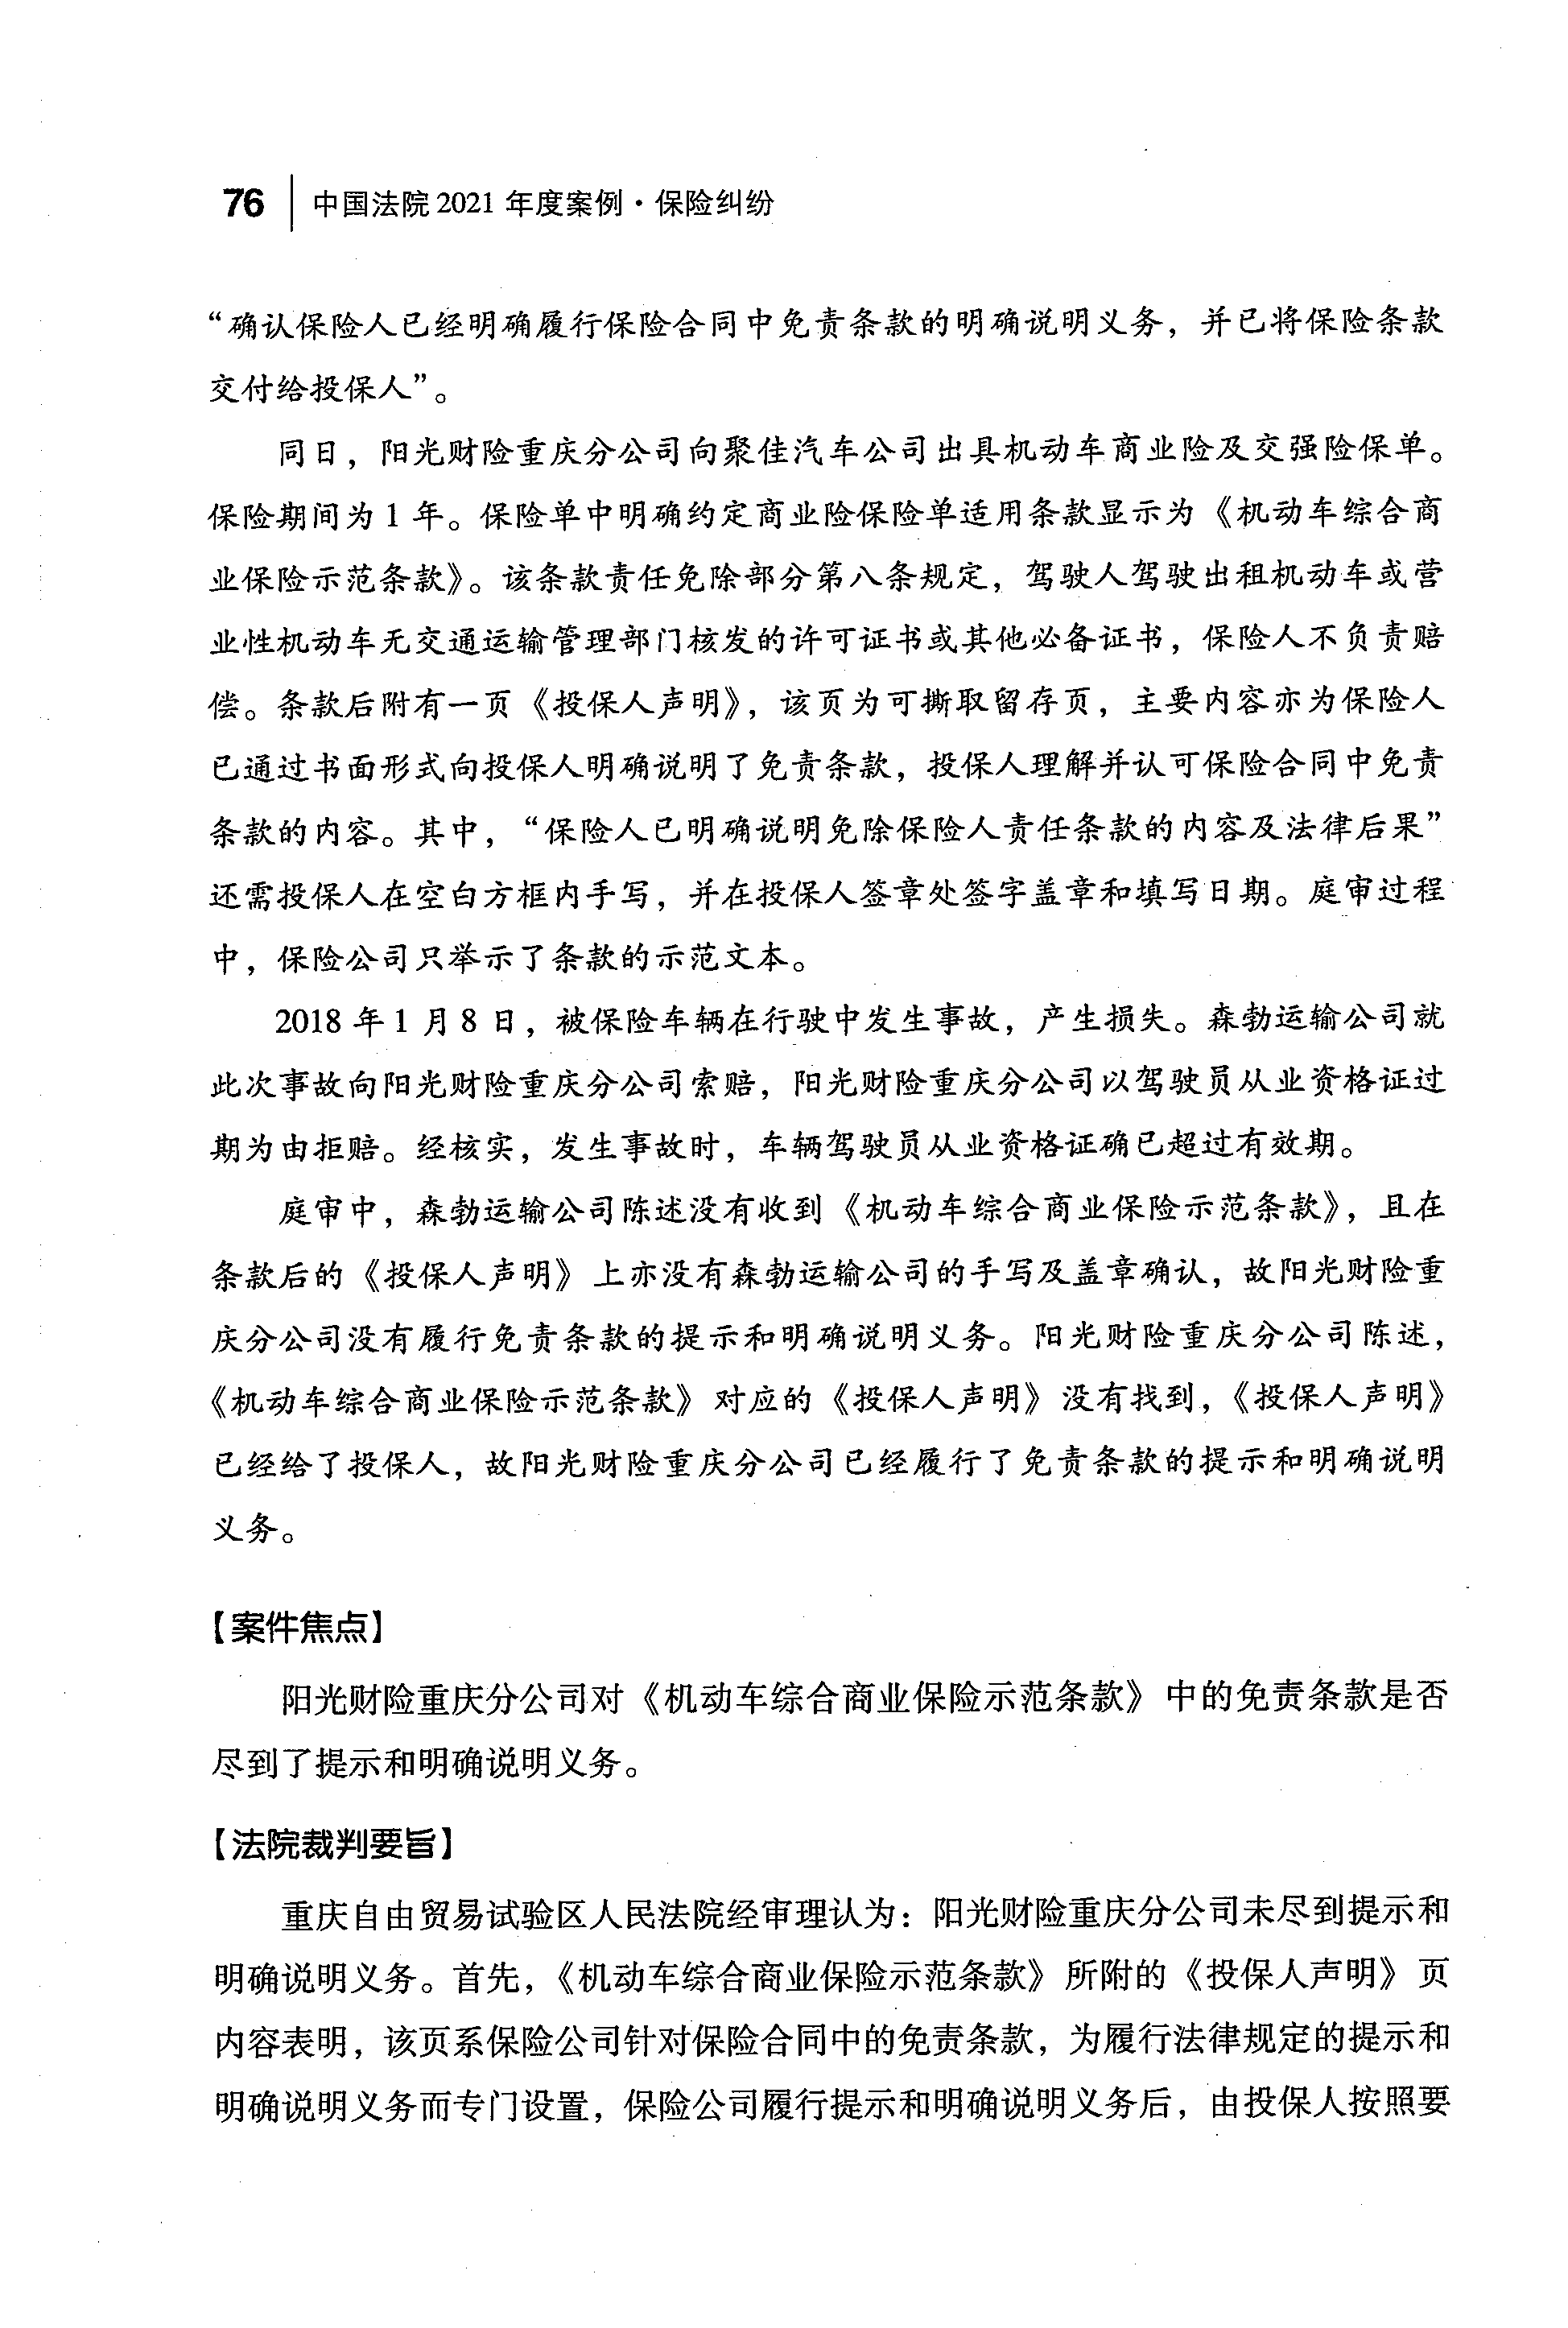 76 中国法院2021年度案例·保险纠纷
“确认保险人已经明确履行保险合同中免责条款的明确说明义务，并已将保险条款
交付给投保人”。
同日，阳光财险重庆分公司向聚佳汽车公司出具机动车商业险及交强险保单。
保险期间为1年。保险单中明确约定商业险保险单适用条款显示为《机动车综合商
业保险示范条款》。该条款责任免除部分第八条规定，驾驶人驾驶出租机动车或营
业性机动车无交通运输管理部门核发的许可证书或其他必备证书，保险人不负责赔
偿。条款后附有一页《投保人声明》，该页为可撕取留存页，主要内容亦为保险人
已通过书面形式向投保人明确说明了免责条款，投保人理解并认可保险合同中免责
条款的内容。其中，“保险人已明确说明免除保险人责任条款的内容及法律后果”
还需投保人在空白方框内手写，并在投保人签章处签字盖章和填写日期。庭审过程
中，保险公司只举示了条款的示范文本。
2018年1月8日，被保险车辆在行驶中发生事故，产生损失。森勃运输公司就
此次事故向阳光财险重庆分公司索赔，阳光财险重庆分公司以驾驶员从业资格证过
期为由拒赔。经核实，发生事故时，车辆驾驶员从业资格证确已超过有效期。
庭审中，森勃运输公司陈述没有收到《机动车综合商业保险示范条款》，且在
条款后的《投保人声明》上亦没有森勃运输公司的手写及盖章确认，故阳光财险重
庆分公司没有履行免责条款的提示和明确说明义务。阳光财险重庆分公司陈述，
《机动车综合商业保险示范条款》对应的《投保人声明》没有找到，《投保人声明》
已经给了投保人，故阳光财险重庆分公司已经履行了免责条款的提示和明确说明
义务。
【案件焦点】
阳光财险重庆分公司对《机动车综合商业保险示范条款》中的免责条款是否
尽到了提示和明确说明义务。
【法院裁判要旨】
重庆自由贸易试验区人民法院经审理认为：阳光财险重庆分公司未尽到提示和
明确说明义务。首先，《机动车综合商业保险示范条款》所附的《投保人声明》页
内容表明，该页系保险公司针对保险合同中的免责条款，为履行法律规定的提示和
明确说明义务而专门设置，保险公司履行提示和明确说明义务后，由投保人按照要